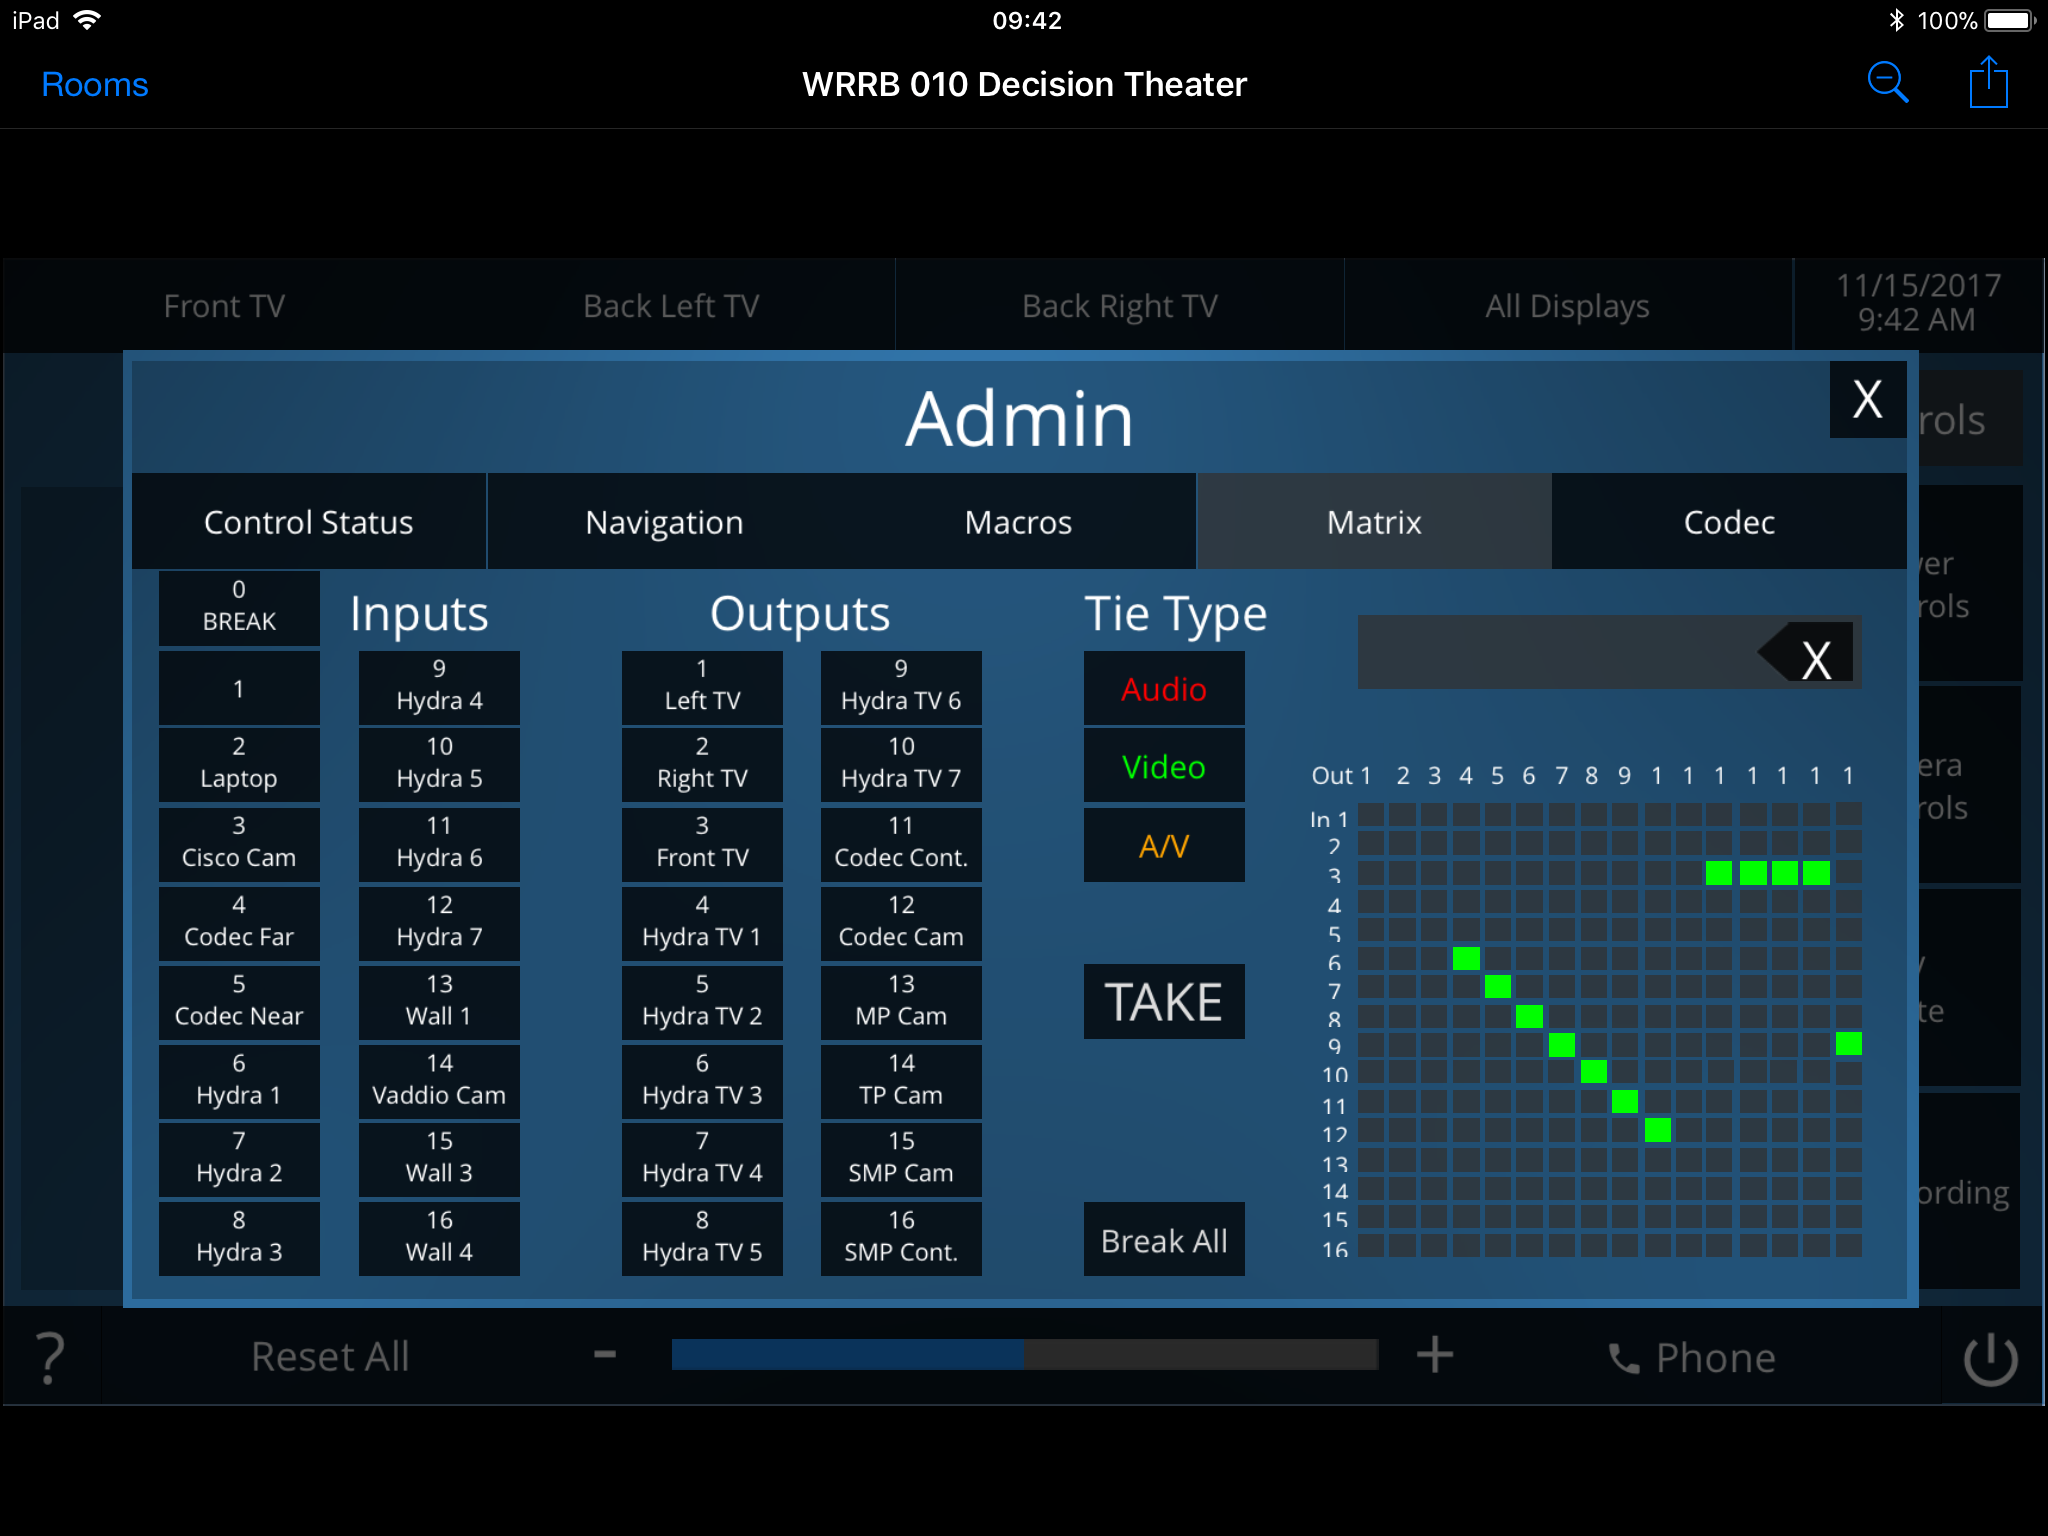 iPad 09:42 100%
Rooms WRRB 010 Decision Theater
Front TV Back Left TV Back Right TV All Displays 11/15/2017
9:42 AM
Admin X
rols
Control Status Navigation Macros Matrix Codec
Inputs Outputs Tie Type
0
BREAK
1
2
Laptop
3
Cisco Cam
4
Codec Far
5
Codec Near
6
Hydra 1
7
Hydra 2
8
Hydra 3
9
Hydra 4
10
Hydra 5
11
Hydra 6
12
Hydra 7
13
Wall 1
14
Vaddio Cam
15
Wall 3
16
Wall 4
1
Left TV
2
Right TV
3
Front TV
4
Hydra TV 1
5
Hydra TV 2
6
Hydra TV 3
7
Hydra TV 4
8
Hydra TV 5
9
Hydra TV 6
10
Hydra TV 7
11
Codec Cont.
12
Codec Cam
13
MP Cam
14
TP Cam
15
SMP Cam
16
SMP Cont.
Audio
Video
A/V
TAKE
Break All
X
Out 1 2 3 4 5 6 7 8 9 1 1 1 1 1 1 1
In 1
2
3
4
5
6
7
8
9
10
11
12
13
14
15
16
er
rols
era
rols
te
ording
? Reset All - + Phone